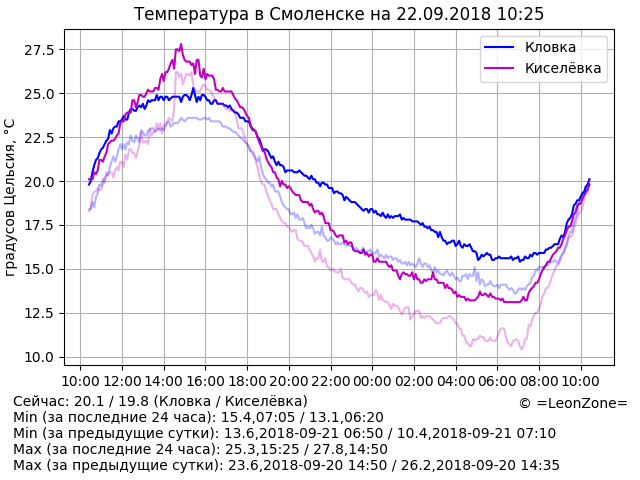 Температура в Смоленске на 22.09.2018 10:25
Кловка
Киселёвка
градусов Цельсия, °C
27.5
25.0
22.5
20.0
17.5
15.0
12.5
10.0
10:00 12:00 14:00 16:00 18:00 20:00 22:00 00:00 02:00 04:00 06:00 08:00 10:00
Сейчас: 20.1 / 19.8 (Кловка / Киселёвка)
© =LeonZone=
Min (за последние 24 часа): 15.4,07:05 / 13.1,06:20
Min (за предыдущие сутки): 13.6,2018-09-21 06:50 / 10.4,2018-09-21 07:10
Max (за последние 24 часа): 25.3,15:25 / 27.8,14:50
Max (за предыдущие сутки): 23.6,2018-09-20 14:50 / 26.2,2018-09-20 14:35